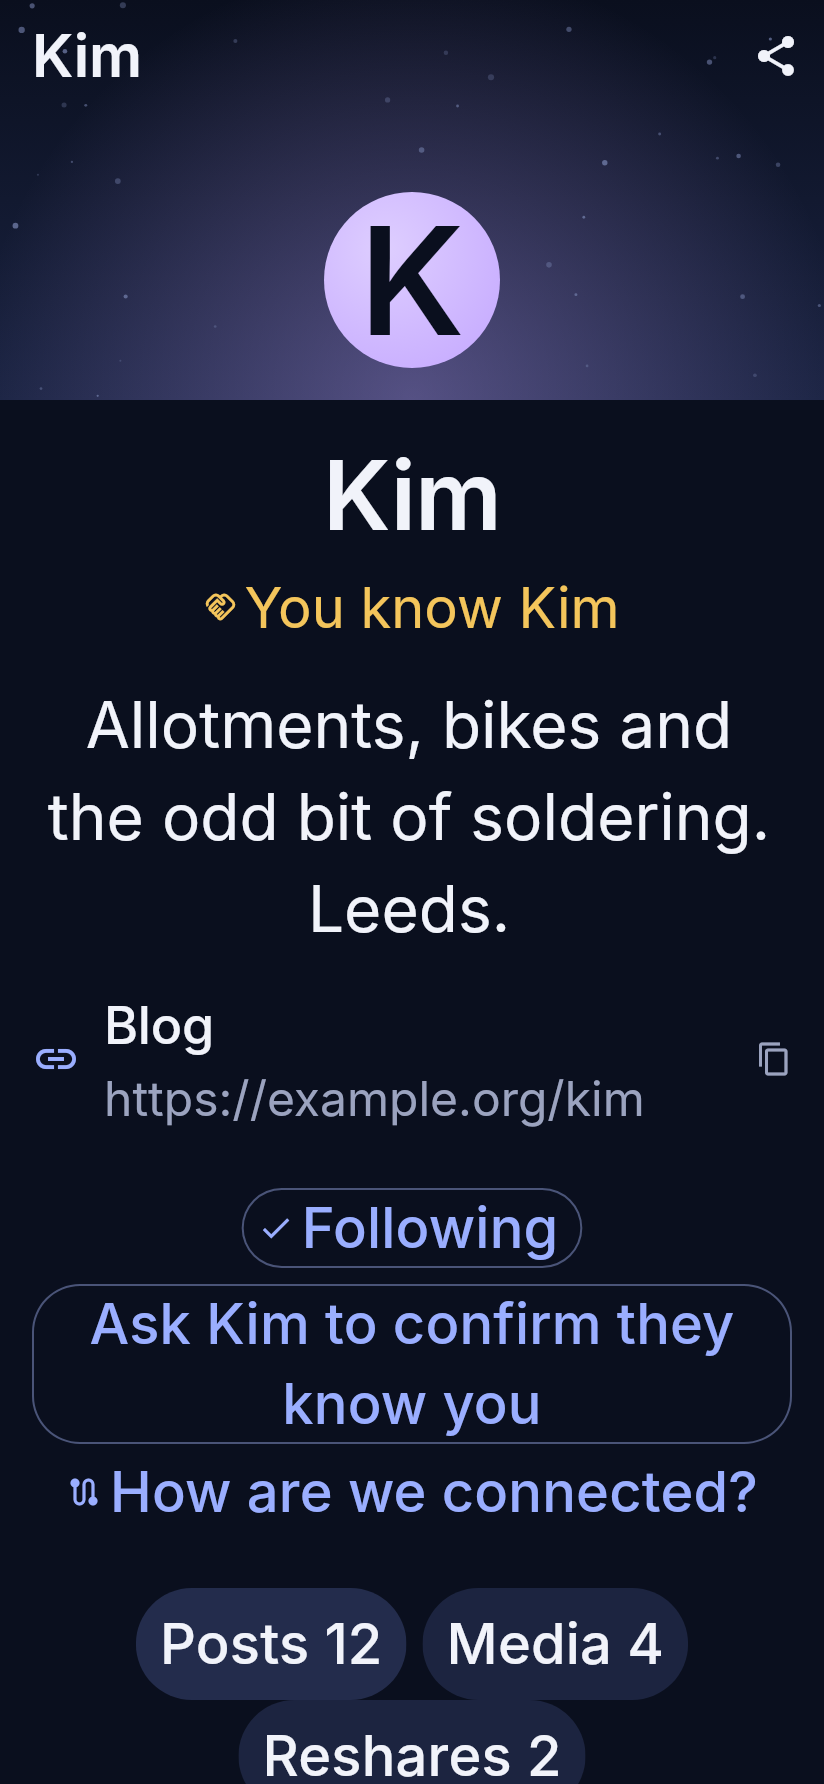 Kim
K
Kim
You know Kim
Allotments, bikes and
the odd bit of soldering.
Leeds.
Blog
https://example.org/kim
Following
Ask Kim to confirm they
know you
How are we connected?
Posts 12
Media 4
Reshares 2